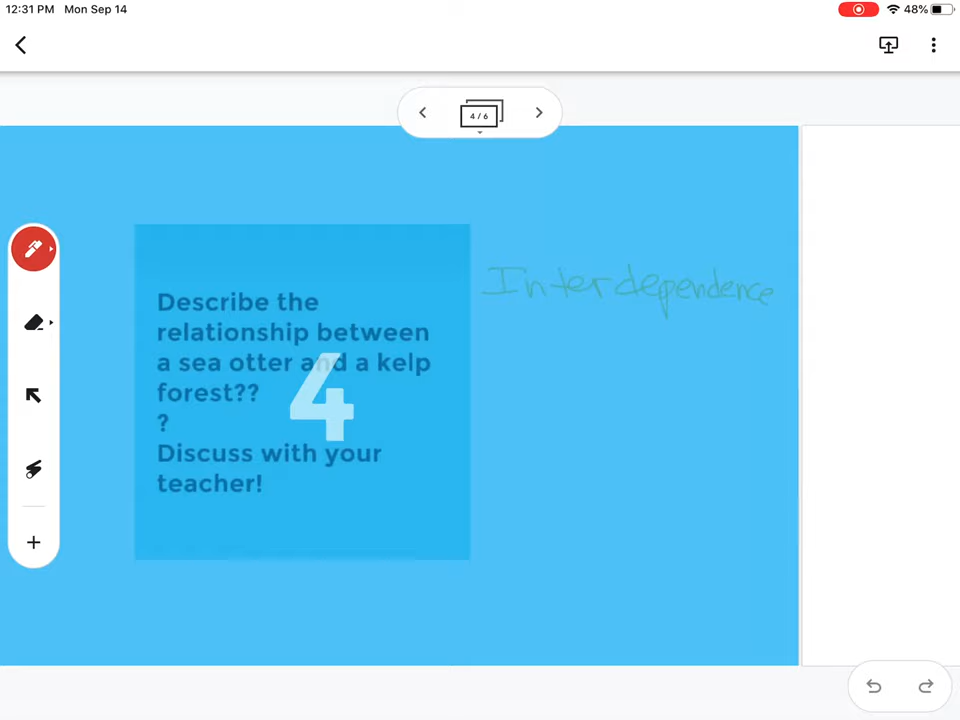 12:31 PM Mon Sep 14 48%
4 / 6
Interdependence
Describe the
relationship between
a sea otter and a kelp
forest??
?
Discuss with your
teacher!
4